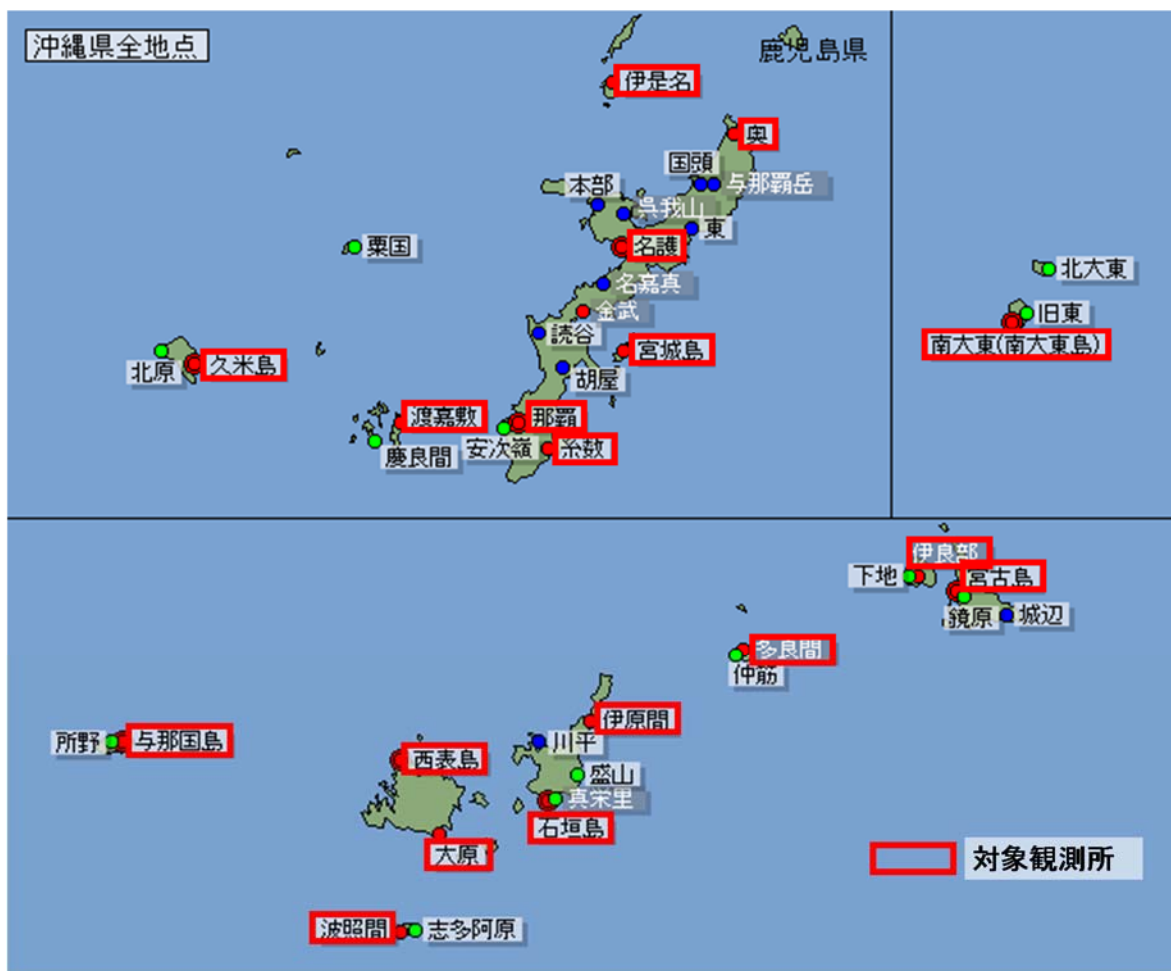 沖縄県全地点
鹿児島県
伊是名
奥
国頭
与那覇岳
本部
呉我山
東
粟国
名護
名嘉真
金武
読谷
宮城島
北原
久米島
胡屋
渡嘉敷
那覇
慶良間
安次嶺
糸数
北大東
旧東
南大東(南大東島)
伊良部
下地
宮古島
鏡原
城辺
多良間
仲筋
伊原間
所野
与那国島
川平
西表島
盛山
真栄里
石垣島
大原
対象観測所
波照間
志多阿原